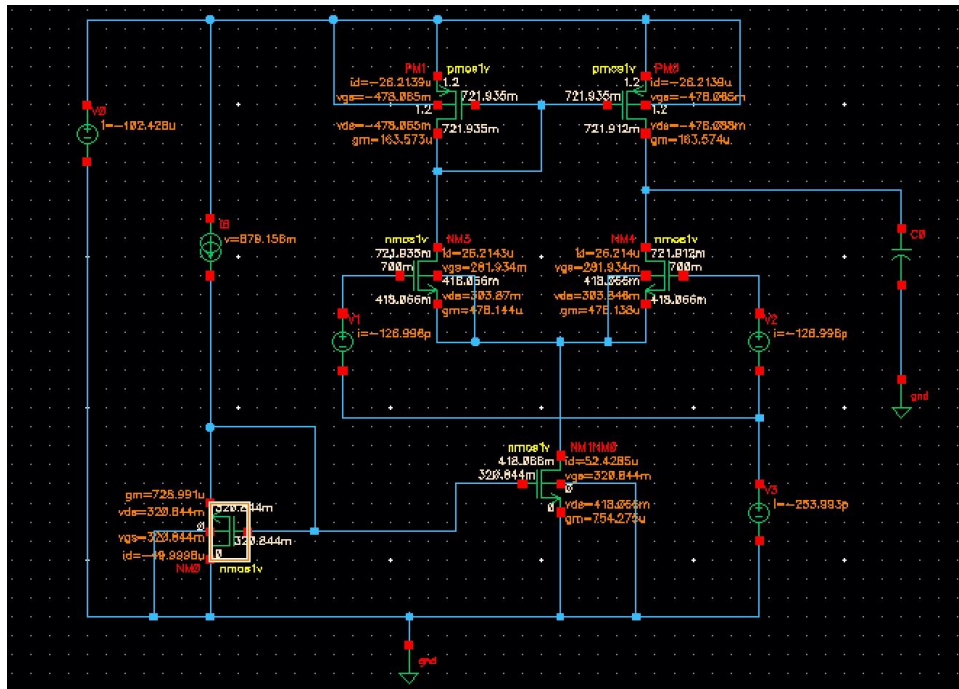 PM1
pmos1v
id=-26.2139u
1.2
vgs=-478.065m
721.935m
1.2
vds=-478.065m
721.935m
gm=163.573u
pmos1v
PM0
1.2
id=-26.2139u
721.935m
vgs=-478.065m
1.2
721.912m
vds=-478.088m
gm=163.574u
V0
i=-102.428u
I8
v=879.156m
nmos1v
NM3
721.935m
id=26.2143u
700m
vgs=281.934m
418.066m
vds=303.87m
418.066m
gm=478.144u
NM4
nmos1v
id=26.214u
721.912m
vgs=281.934m
700m
418.066m
vds=303.846m
418.066m
gm=478.138u
C0
V1
i=-126.996p
V2
i=-126.996p
gnd
nmos1v
NM1NM0
418.066m
id=52.4285u
320.844m
vgs=320.844m
0
vds=418.066m
0
gm=754.275u
V3
i=-253.993p
gm=728.991u
320.844m
vds=320.844m
0
vgs=320.844m
320.844m
id=49.9998u
0
NM0
nmos1v
gnd